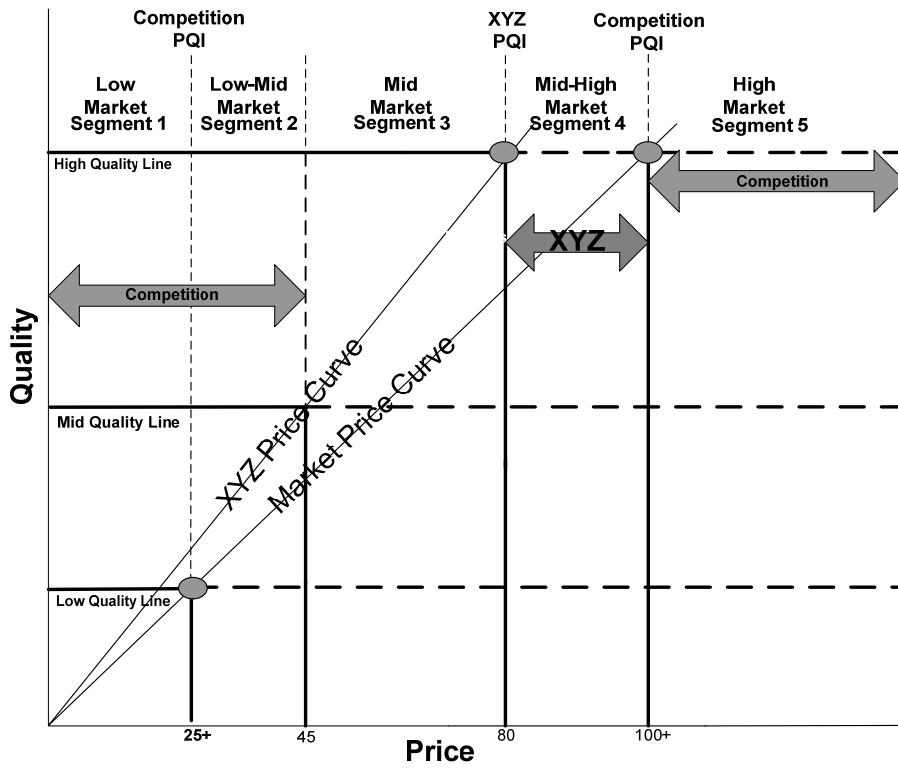 Competition
PQI
XYZ
PQI
Competition
PQI
Low
Market
Segment 1
Low-Mid
Market
Segment 2
Mid
Market
Segment 3
Mid-High
Market
Segment 4
High
Market
Segment 5
High Quality Line
Competition
XYZ
Competition
Quality
XYZ Price Curve
Market Price Curve
Mid Quality Line
Low Quality Line
25+
45
80
100+
Price